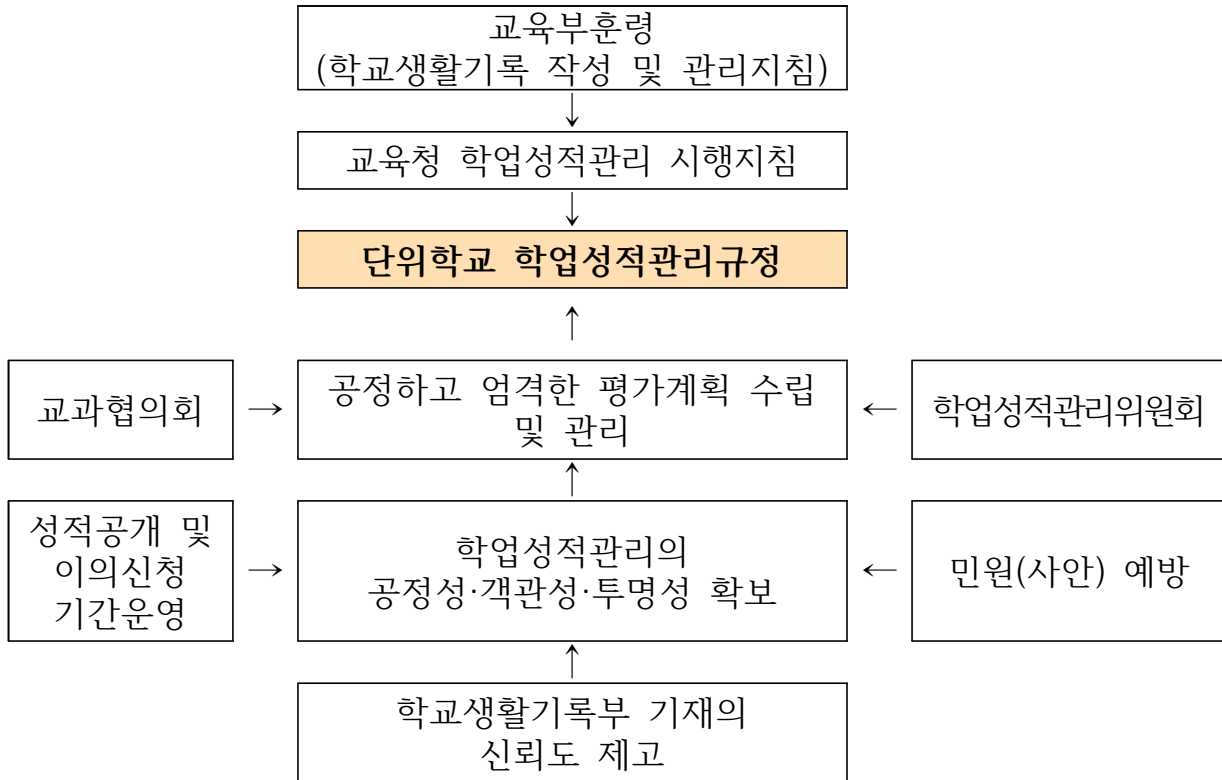 교육부훈령
(학교생활기록 작성 및 관리지침)
↓
교육청 학업성적관리 시행지침
↓
단위학교 학업성적관리규정
↑
교과협의회
→
공정하고 엄격한 평가계획 수립
및 관리
←
학업성적관리위원회
↑
성적공개 및
이의신청
기간운영
→
학업성적관리의
공정성·객관성·투명성 확보
←
민원(사안) 예방
↑
학교생활기록부 기재의
신뢰도 제고